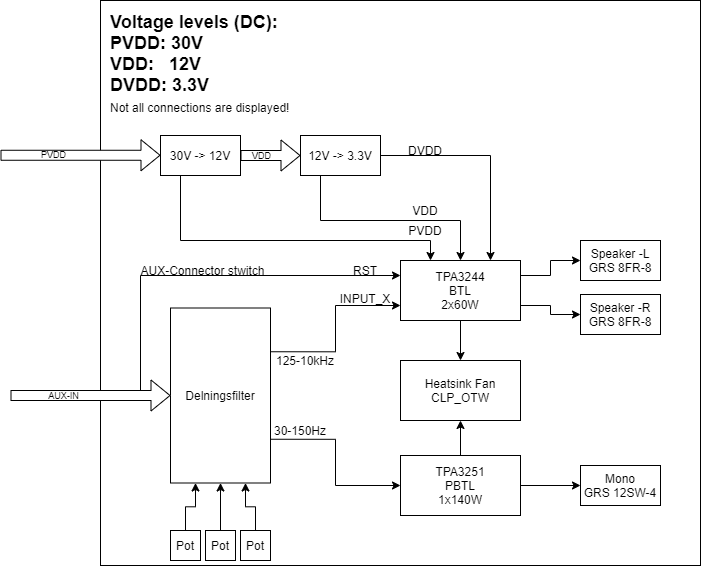 Voltage levels (DC):
PVDD: 30V
VDD: 12V
DVDD: 3.3V
Not all connections are displayed!
PVDD
30V -> 12V
VDD
12V -> 3.3V
DVDD
VDD
PVDD
AUX-Connector stwitch
RST
TPA3244
BTL
2x60W
Speaker -L
GRS 8FR-8
INPUT_X
Speaker -R
GRS 8FR-8
125-10kHz
Heatsink Fan
CLP_OTW
AUX-IN
Delningsfilter
30-150Hz
TPA3251
PBTL
1x140W
Mono
GRS 12SW-4
Pot
Pot
Pot